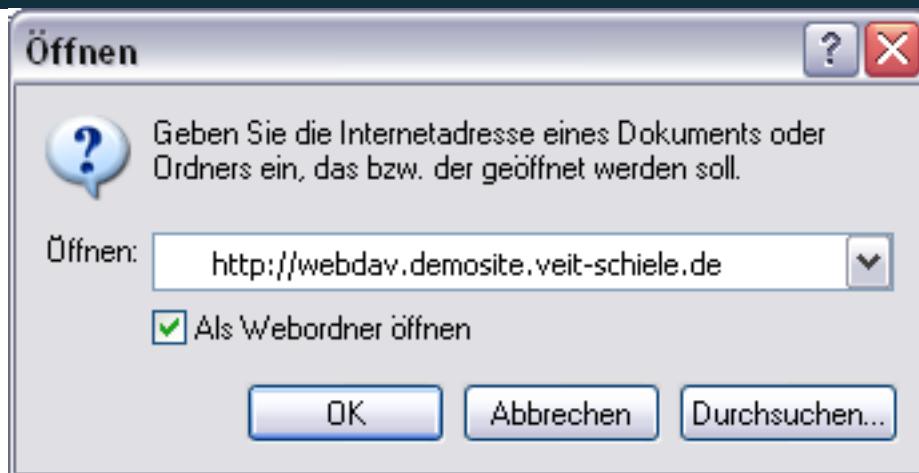 Öffnen
Geben Sie die Internetadresse eines Dokuments oder
Ordners ein, das bzw. der geöffnet werden soll.
Öffnen: http://webdav.demosite.veit-schiele.de
Als Webordner öffnen
OK Abbrechen Durchsuchen...